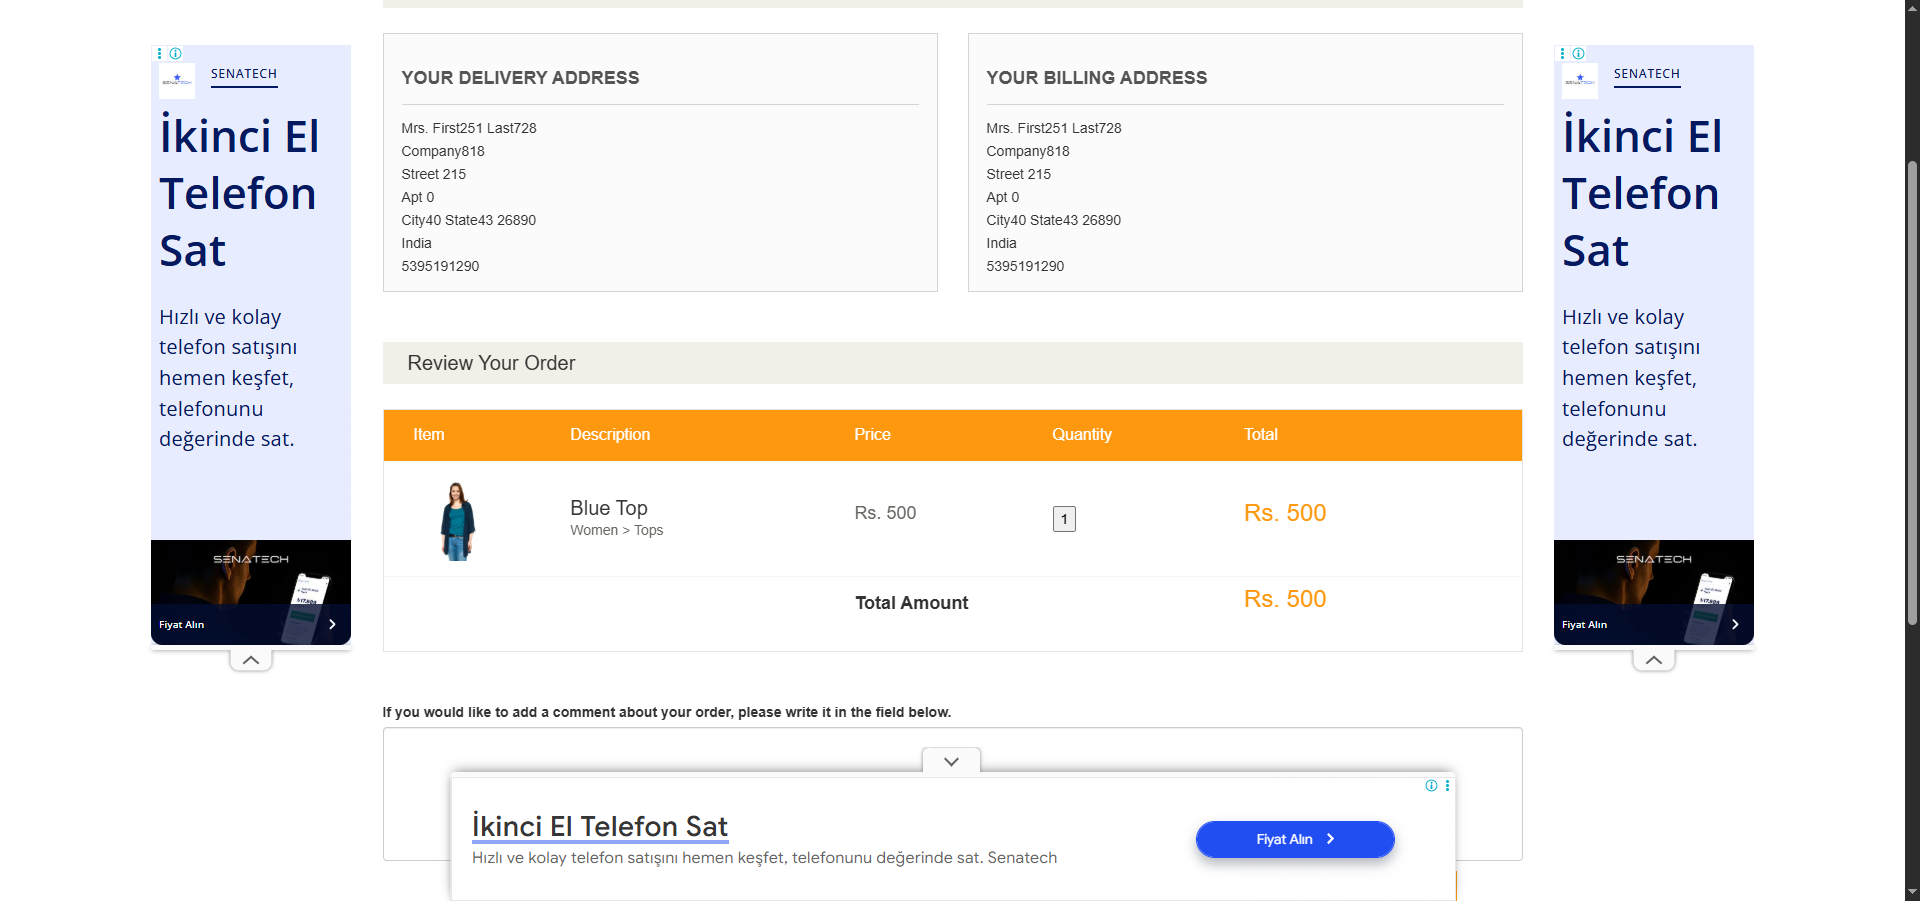 SENATECH
İkinci El
Telefon
Sat
Hızlı ve kolay
telefon satışını
hemen keşfet,
telefonunu
değerinde sat.
SENATECH
Fiyat Alın
YOUR DELIVERY ADDRESS
Mrs. First251 Last728
Company818
Street 215
Apt 0
City40 State43 26890
India
5395191290
YOUR BILLING ADDRESS
Mrs. First251 Last728
Company818
Street 215
Apt 0
City40 State43 26890
India
5395191290
Review Your Order
Item Description Price Quantity Total
Blue Top
Women > Tops
Rs. 500
1
Rs. 500
Total Amount Rs. 500
If you would like to add a comment about your order, please write it in the field below.
İkinci El Telefon Sat
Hızlı ve kolay telefon satışını hemen keşfet, telefonunu değerinde sat. Senatech
Fiyat Alın
SENATECH
İkinci El
Telefon
Sat
Hızlı ve kolay
telefon satışını
hemen keşfet,
telefonunu
değerinde sat.
SENATECH
Fiyat Alın